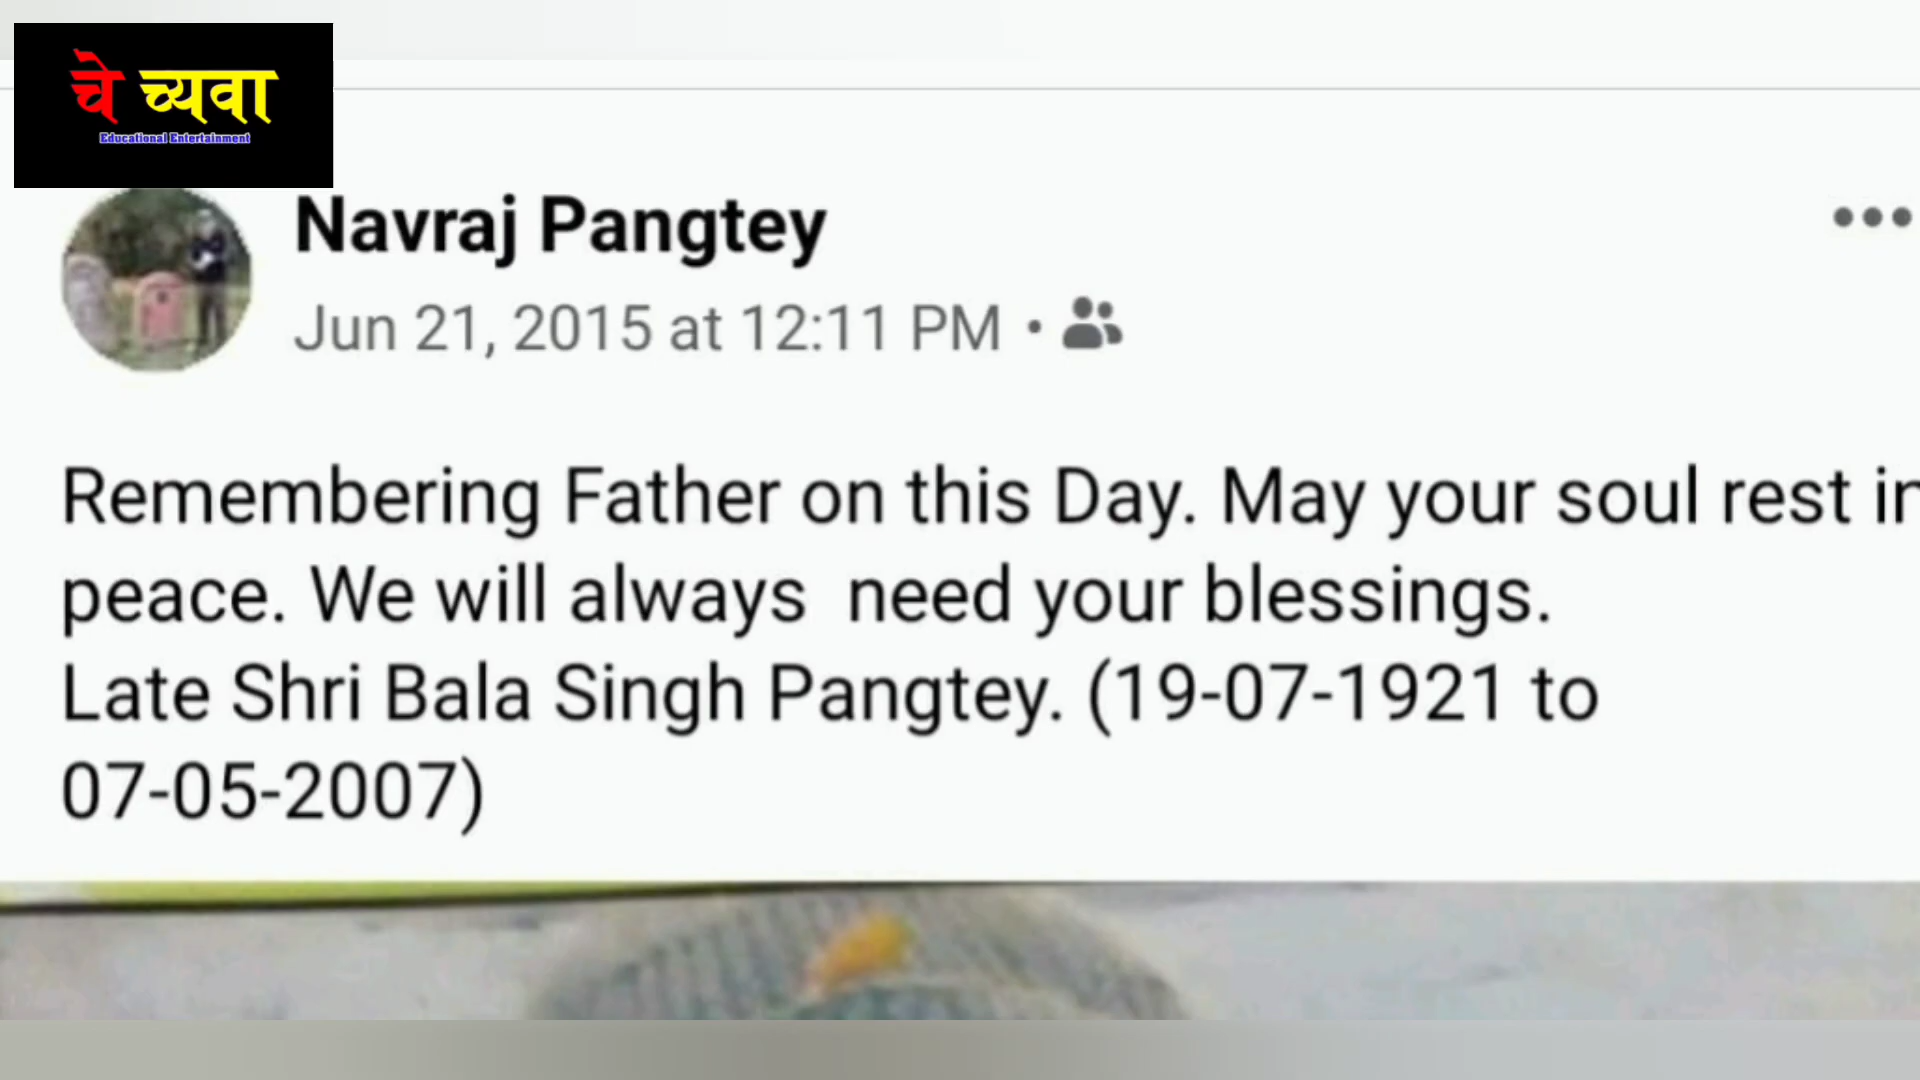 चे च्यवा
Educational Entertainment
Navraj Pangtey
Jun 21, 2015 at 12:11 PM •
Remembering Father on this Day. May your soul rest in
peace. We will always  need your blessings.
Late Shri Bala Singh Pangtey. (19-07-1921 to
07-05-2007)